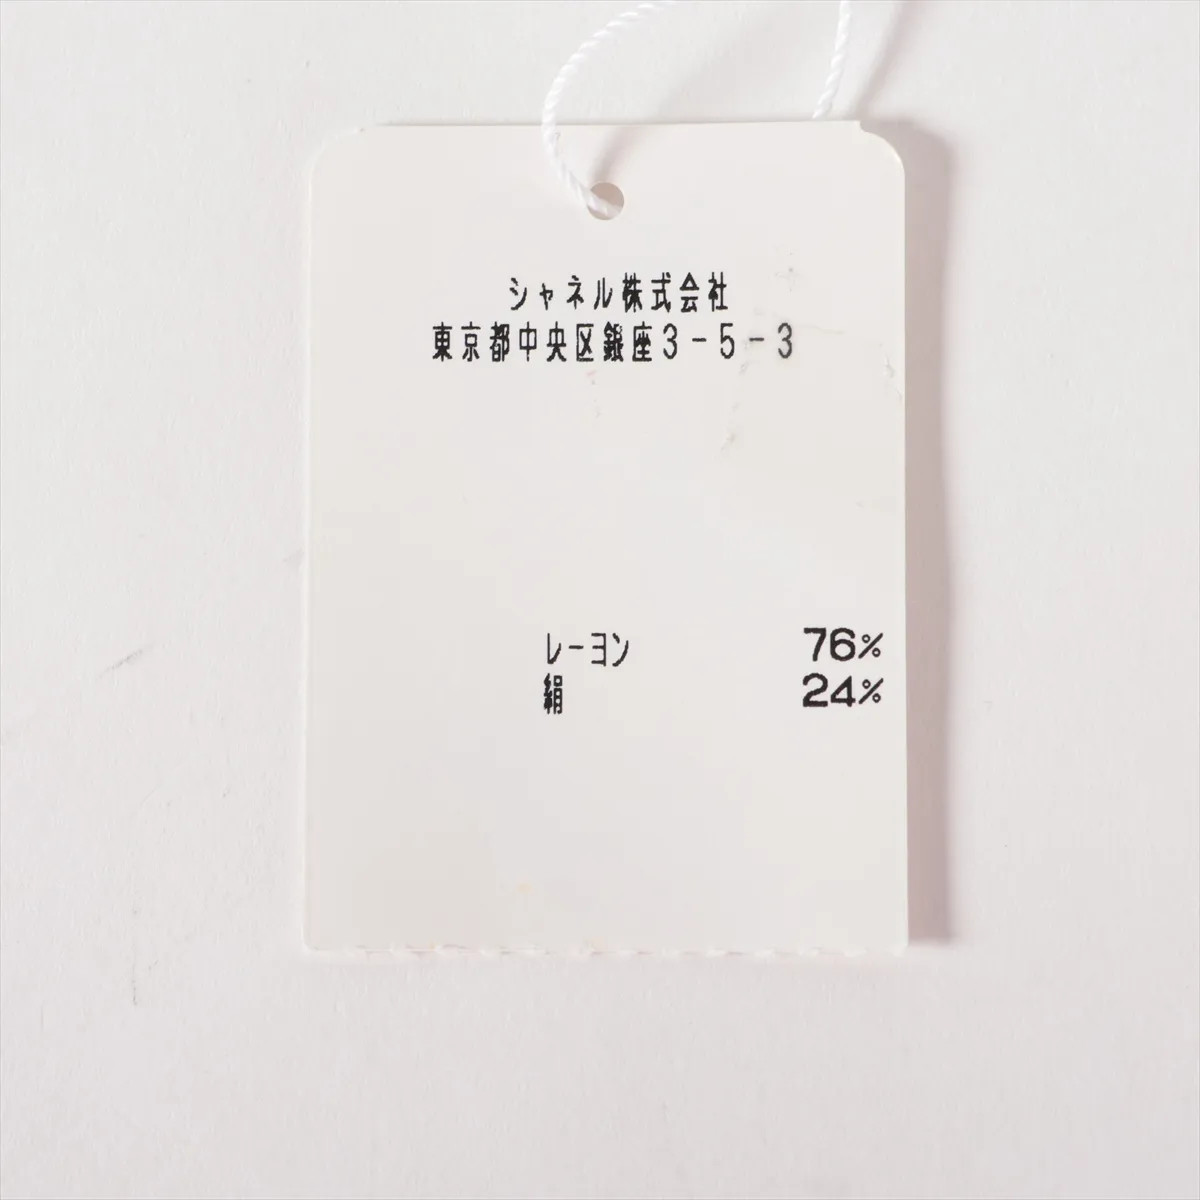 シャネル株式会社
東京都中央区銀座3-5-3
レーヨン 76%
絹 24%